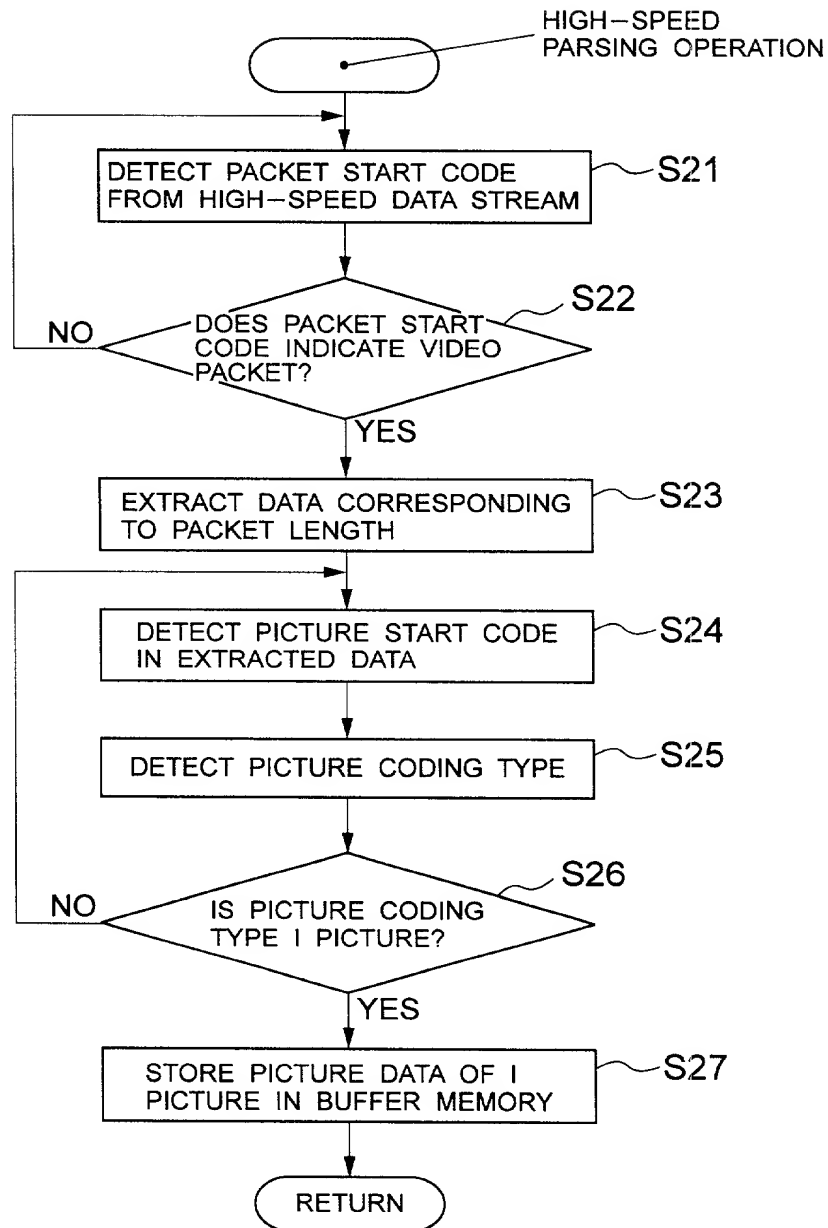 HIGH-SPEED
PARSING OPERATION
DETECT PACKET START CODE
FROM HIGH-SPEED DATA STREAM
S21
S22
DOES PACKET START
CODE INDICATE VIDEO
PACKET?
NO
YES
EXTRACT DATA CORRESPONDING
TO PACKET LENGTH
S23
DETECT PICTURE START CODE
IN EXTRACTED DATA
S24
DETECT PICTURE CODING TYPE
S25
S26
IS PICTURE CODING
TYPE I PICTURE?
NO
YES
STORE PICTURE DATA OF I
PICTURE IN BUFFER MEMORY
S27
RETURN